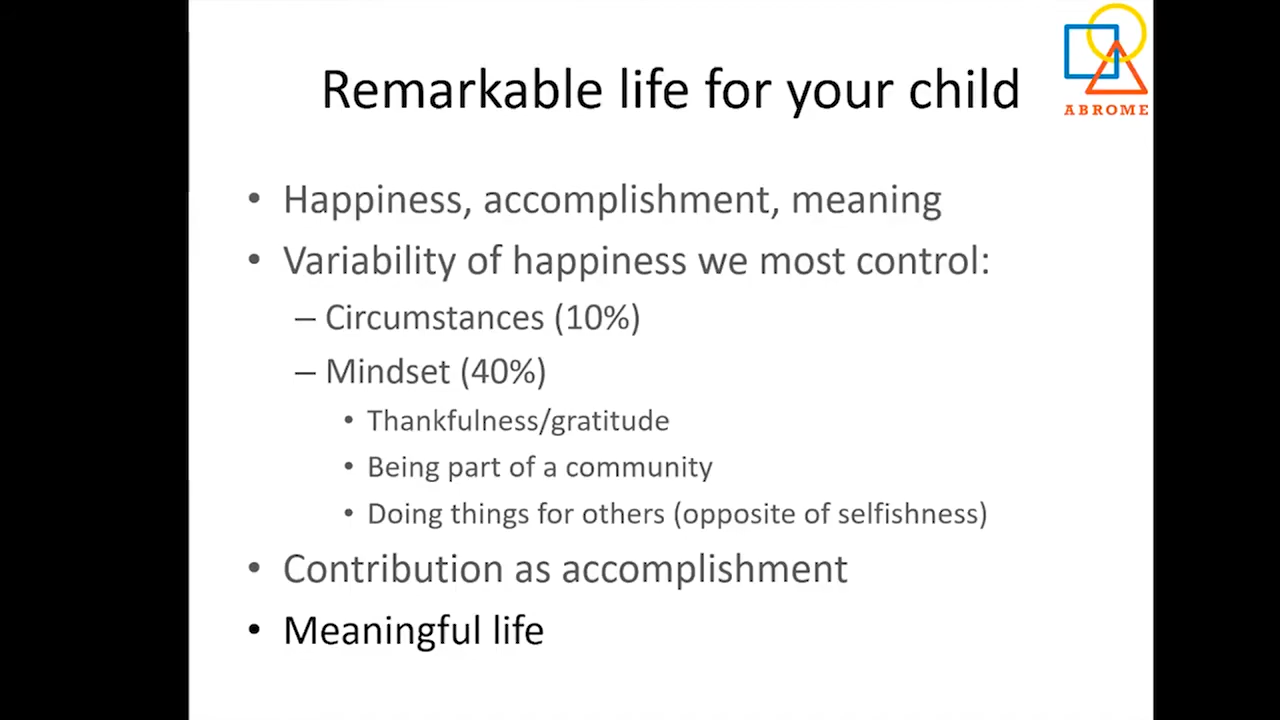 Remarkable life for your child
ABROME
• Happiness, accomplishment, meaning
• Variability of happiness we most control:
– Circumstances (10%)
– Mindset (40%)
• Thankfulness/gratitude
• Being part of a community
• Doing things for others (opposite of selfishness)
• Contribution as accomplishment
• Meaningful life